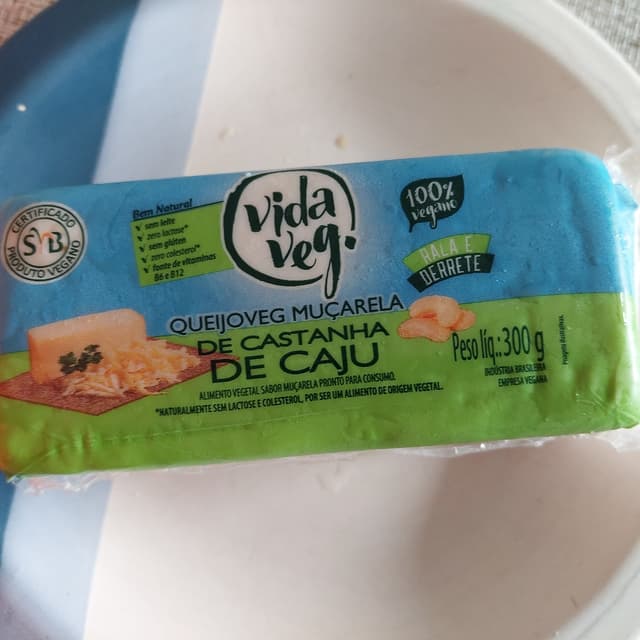 CERTIFICADO
SVB
PRODUTO VEGANO
Bem Natural
sem leite
zero lactose*
sem glúten
zero colesterol*
fonte de vitaminas
B6 e B12
vida
veg.
100%
vegano
RALA E
DERRETE
QUEIJOVEG MUÇARELA
DE CASTANHA
DE CAJU
Peso líq.:300 g
INDÚSTRIA BRASILEIRA
EMPRESA VEGANA
ALIMENTO VEGETAL SABOR MUÇARELA PRONTO PARA CONSUMO.
*NATURALMENTE SEM LACTOSE E COLESTEROL, POR SER UM ALIMENTO DE ORIGEM VEGETAL.